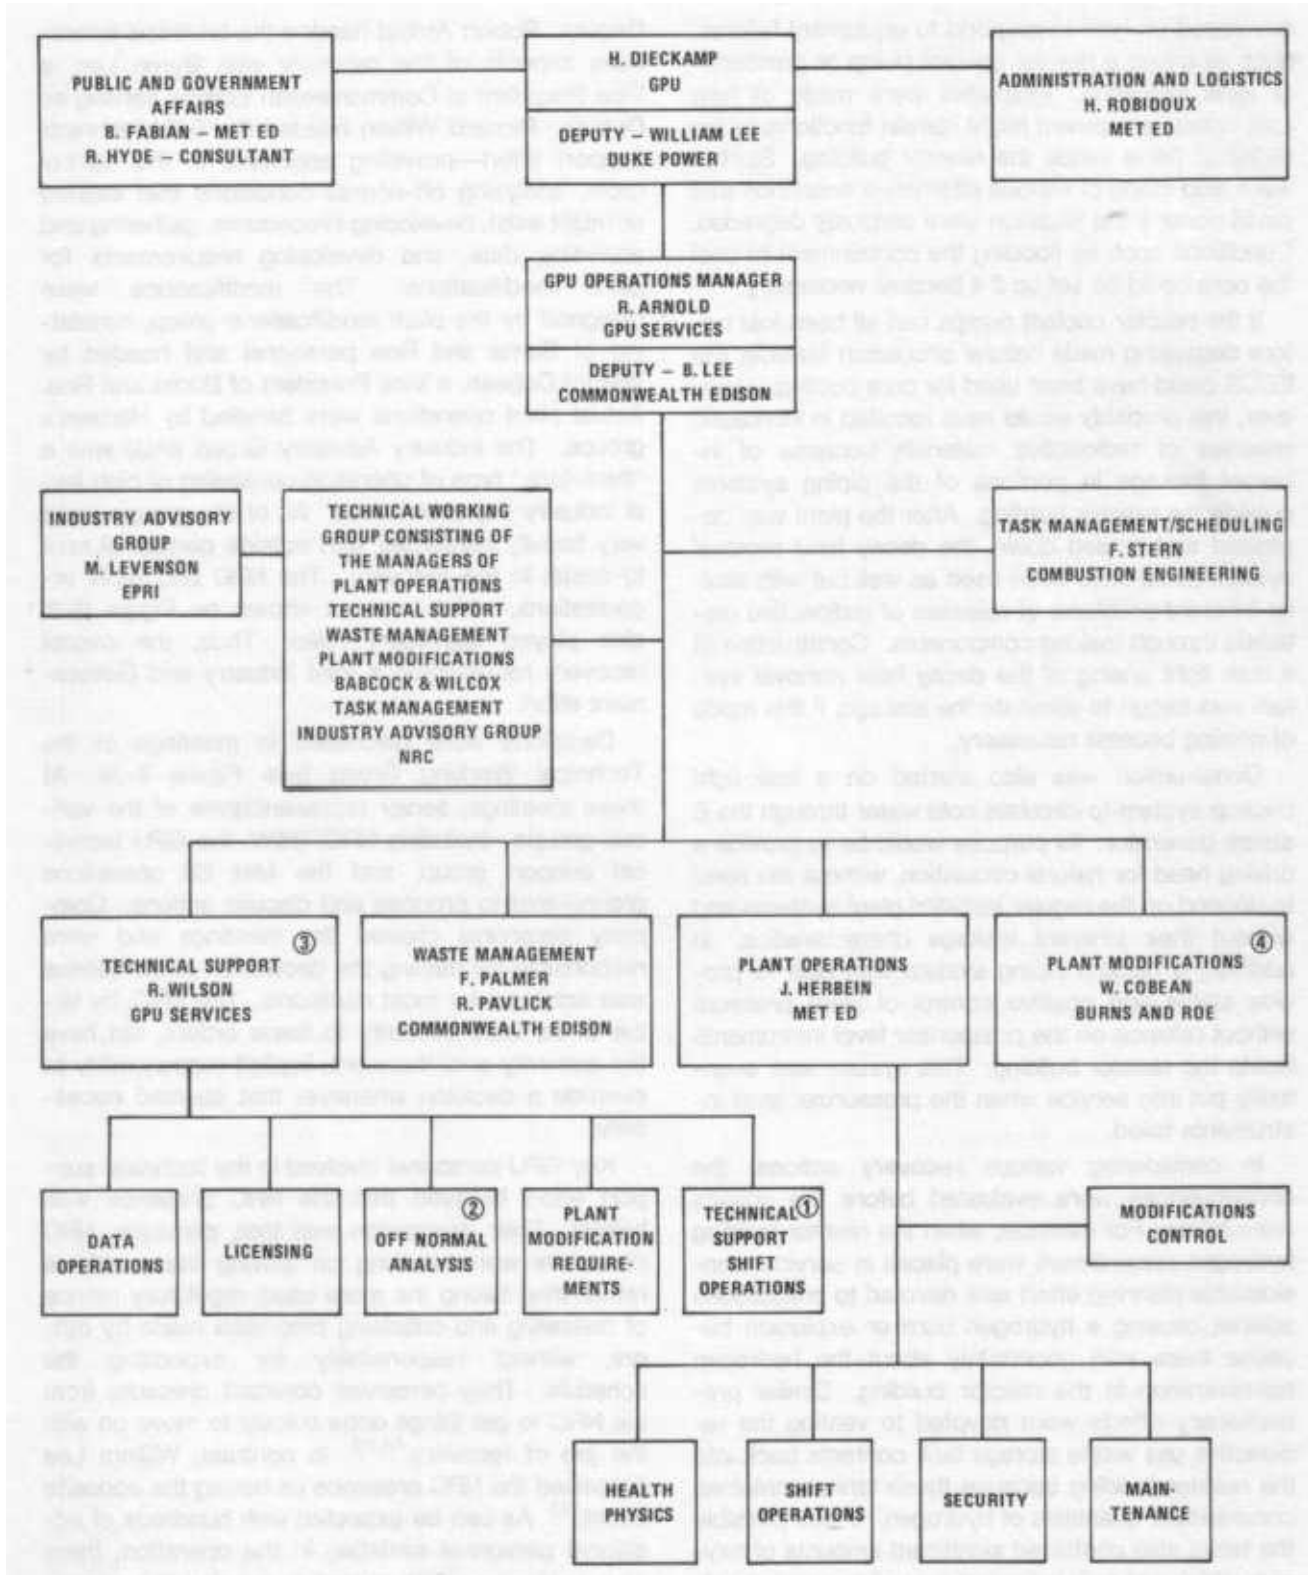 PUBLIC AND GOVERNMENT
AFFAIRS
B. FABIAN – MET ED
R. HYDE – CONSULTANT
H. DIECKAMP
GPU
DEPUTY – WILLIAM LEE
DUKE POWER
ADMINISTRATION AND LOGISTICS
H. ROBIDOUX
MET ED
GPU OPERATIONS MANAGER
R. ARNOLD
GPU SERVICES
DEPUTY – B. LEE
COMMONWEALTH EDISON
INDUSTRY ADVISORY
GROUP
M. LEVENSON
EPRI
TECHNICAL WORKING
GROUP CONSISTING OF
THE MANAGERS OF
PLANT OPERATIONS
TECHNICAL SUPPORT
WASTE MANAGEMENT
PLANT MODIFICATIONS
BABCOCK & WILCOX
TASK MANAGEMENT
INDUSTRY ADVISORY GROUP
NRC
TASK MANAGEMENT/SCHEDULING
F. STERN
COMBUSTION ENGINEERING
③
TECHNICAL SUPPORT
R. WILSON
GPU SERVICES
WASTE MANAGEMENT
F. PALMER
R. PAVLICK
COMMONWEALTH EDISON
PLANT OPERATIONS
J. HERBEIN
MET ED
④
PLANT MODIFICATIONS
W. COBEAN
BURNS AND ROE
DATA
OPERATIONS
LICENSING
②
OFF NORMAL
ANALYSIS
PLANT
MODIFICATION
REQUIRE-
MENTS
TECHNICAL ①
SUPPORT
SHIFT
OPERATIONS
MODIFICATIONS
CONTROL
HEALTH
PHYSICS
SHIFT
OPERATIONS
SECURITY
MAIN-
TENANCE